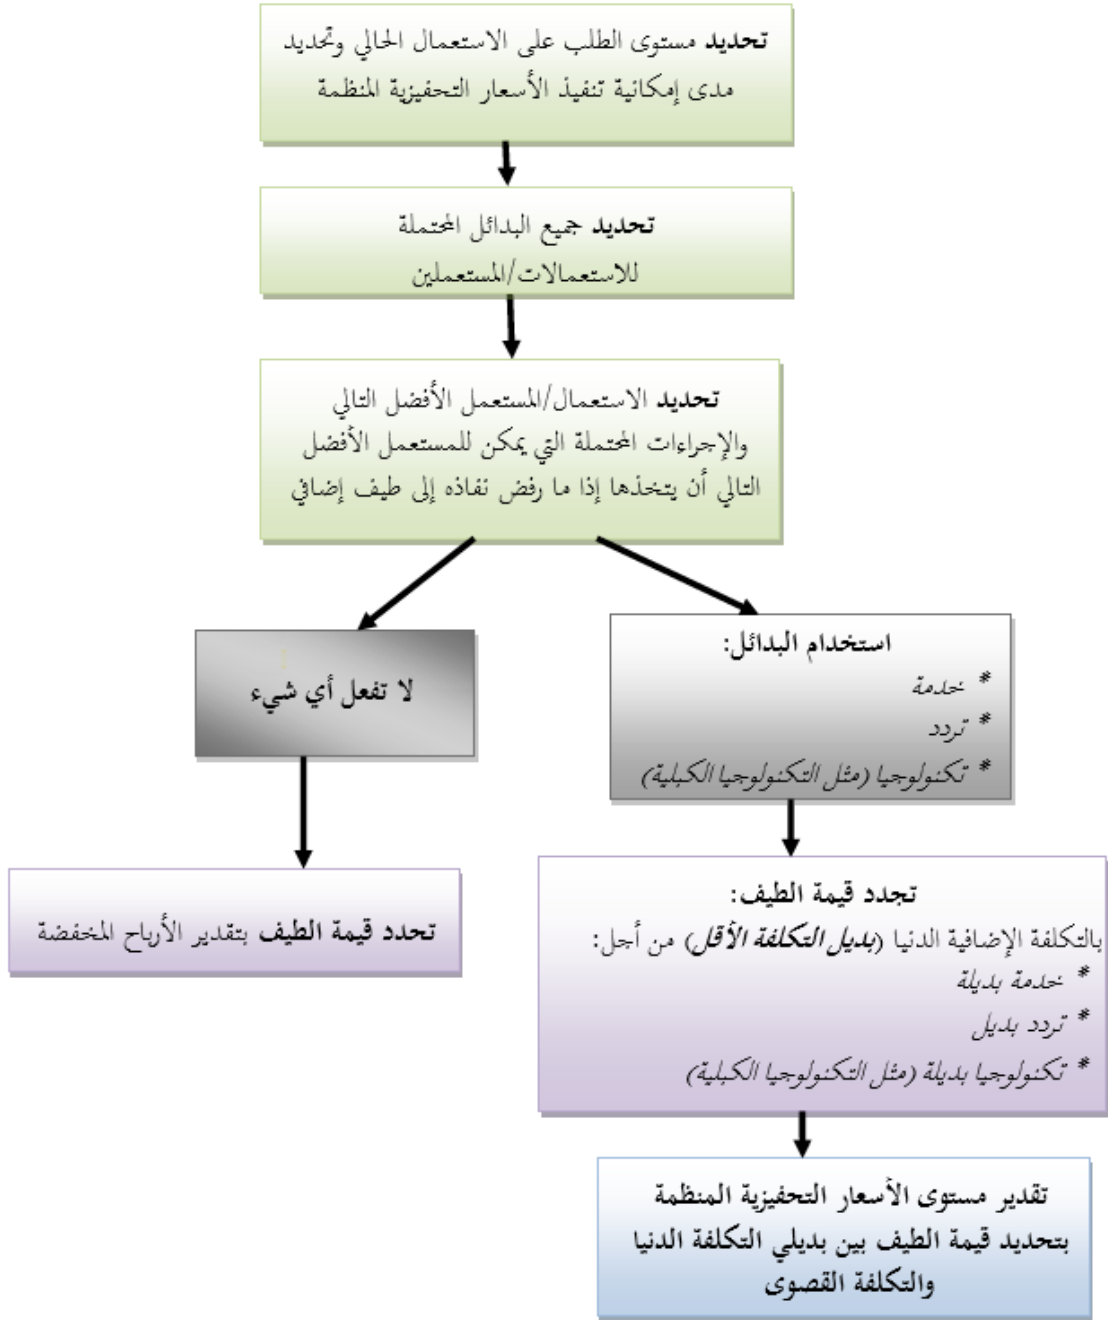 تحديد مستوى الطلب على الاستعمال الحالي وتحديد
مدى إمكانية تنفيذ الأسعار التحفيزية المنظمة
تحديد جميع البدائل المحتملة
للاستعمالات/المستعملين
تحديد الاستعمال/المستعمل الأفضل التالي
والإجراءات المحتملة التي يمكن للمستعمل الأفضل
التالي أن يتخذها إذا ما رفض نفاذه إلى طيف إضافي
استخدام البدائل:
* خدمة
* تردد
* تكنولوجيا (مثل التكنولوجيا الكبلية)
لا تفعل أي شيء
تجدد قيمة الطيف:
بالتكلفة الإضافية الدنيا (بديل التكلفة الأقل) من أجل:
* خدمة بديلة
* تردد بديل
* تكنولوجيا بديلة (مثل التكنولوجيا الكبلية)
تحدد قيمة الطيف بتقدير الأرباح المخفضة
تقدير مستوى الأسعار التحفيزية المنظمة
بتحديد قيمة الطيف بين بديلي التكلفة الدنيا
والتكلفة القصوى